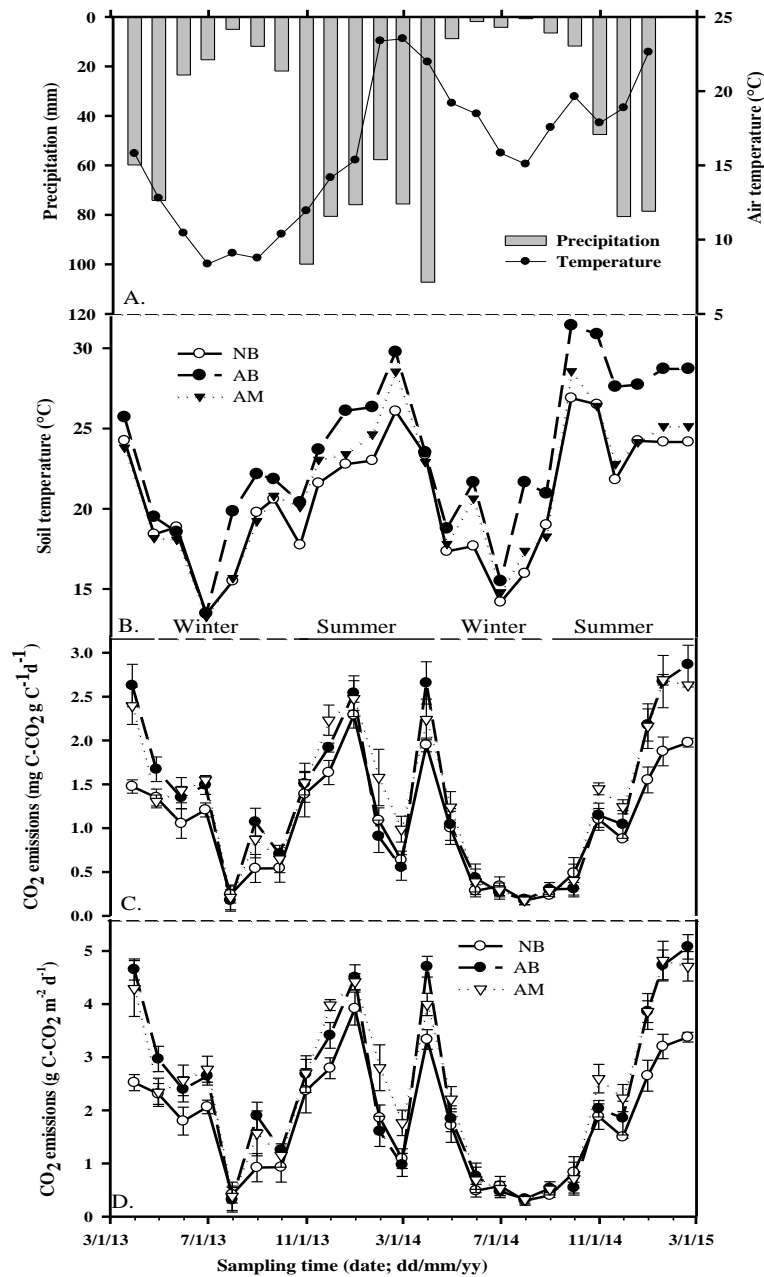 0 25
20 20
40
60 15
80 10
100
120 5
Precipitation (mm)
Air temperature (°C)
Precipitation
Temperature
A.
30
25
20
15
Soil temperature (°C)
NB
AB
AM
B. Winter Summer Winter Summer
3.0
2.5
2.0
1.5
1.0
0.5
0.0
CO2 emissions (mg C-CO2 g C-1d-1)
C.
5
4
3
2
1
0
CO2 emissions (g C-CO2 m-2 d-1)
NB
AB
AM
D.
3/1/13 7/1/13 11/1/13 3/1/14 7/1/14 11/1/14 3/1/15
Sampling time (date; dd/mm/yy)